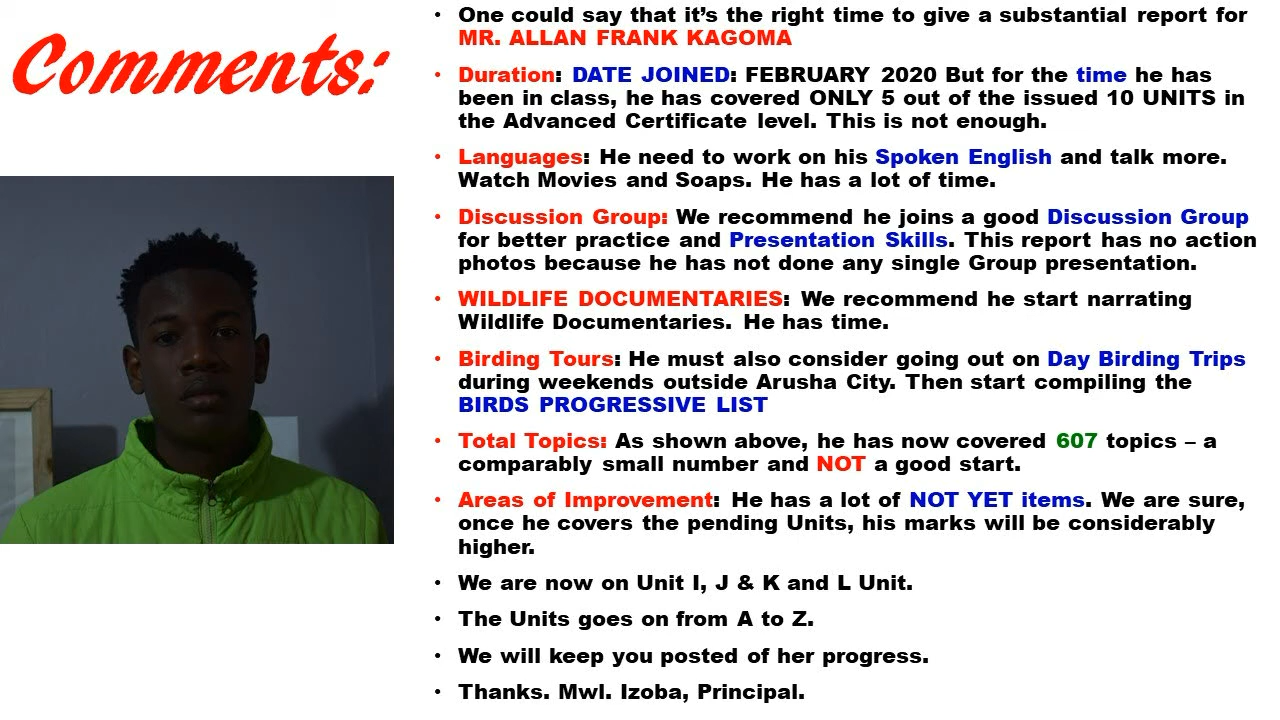 Comments:
• One could say that it’s the right time to give a substantial report for
MR. ALLAN FRANK KAGOMA
• Duration: DATE JOINED: FEBRUARY 2020 But for the time he has
been in class, he has covered ONLY 5 out of the issued 10 UNITS in
the Advanced Certificate level. This is not enough.
• Languages: He need to work on his Spoken English and talk more.
Watch Movies and Soaps. He has a lot of time.
• Discussion Group: We recommend he joins a good Discussion Group
for better practice and Presentation Skills. This report has no action
photos because he has not done any single Group presentation.
• WILDLIFE DOCUMENTARIES: We recommend he start narrating
Wildlife Documentaries. He has time.
• Birding Tours: He must also consider going out on Day Birding Trips
during weekends outside Arusha City. Then start compiling the
BIRDS PROGRESSIVE LIST
• Total Topics: As shown above, he has now covered 607 topics – a
comparably small number and NOT a good start.
• Areas of Improvement: He has a lot of NOT YET items. We are sure,
once he covers the pending Units, his marks will be considerably
higher.
• We are now on Unit I, J & K and L Unit.
• The Units goes on from A to Z.
• We will keep you posted of her progress.
• Thanks. Mwl. Izoba, Principal.